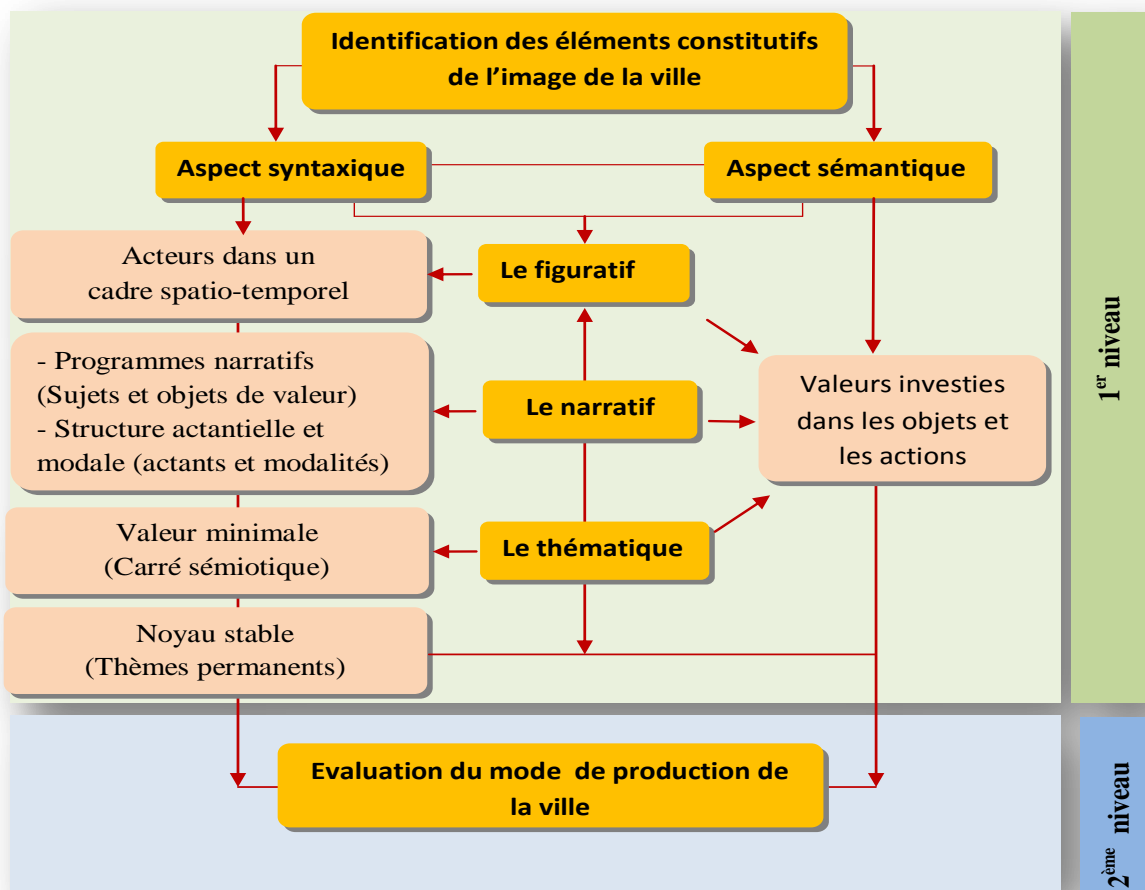 Identification des éléments constitutifs
de l’image de la ville
Aspect syntaxique
Aspect sémantique
Acteurs dans un
cadre spatio-temporel
Le figuratif
- Programmes narratifs
(Sujets et objets de valeur)
- Structure actantielle et
modale (actants et modalités)
Le narratif
Valeurs investies
dans les objets et
les actions
Valeur minimale
(Carré sémiotique)
Le thématique
Noyau stable
(Thèmes permanents)
1er niveau
Evaluation du mode de production de
la ville
2ème niveau